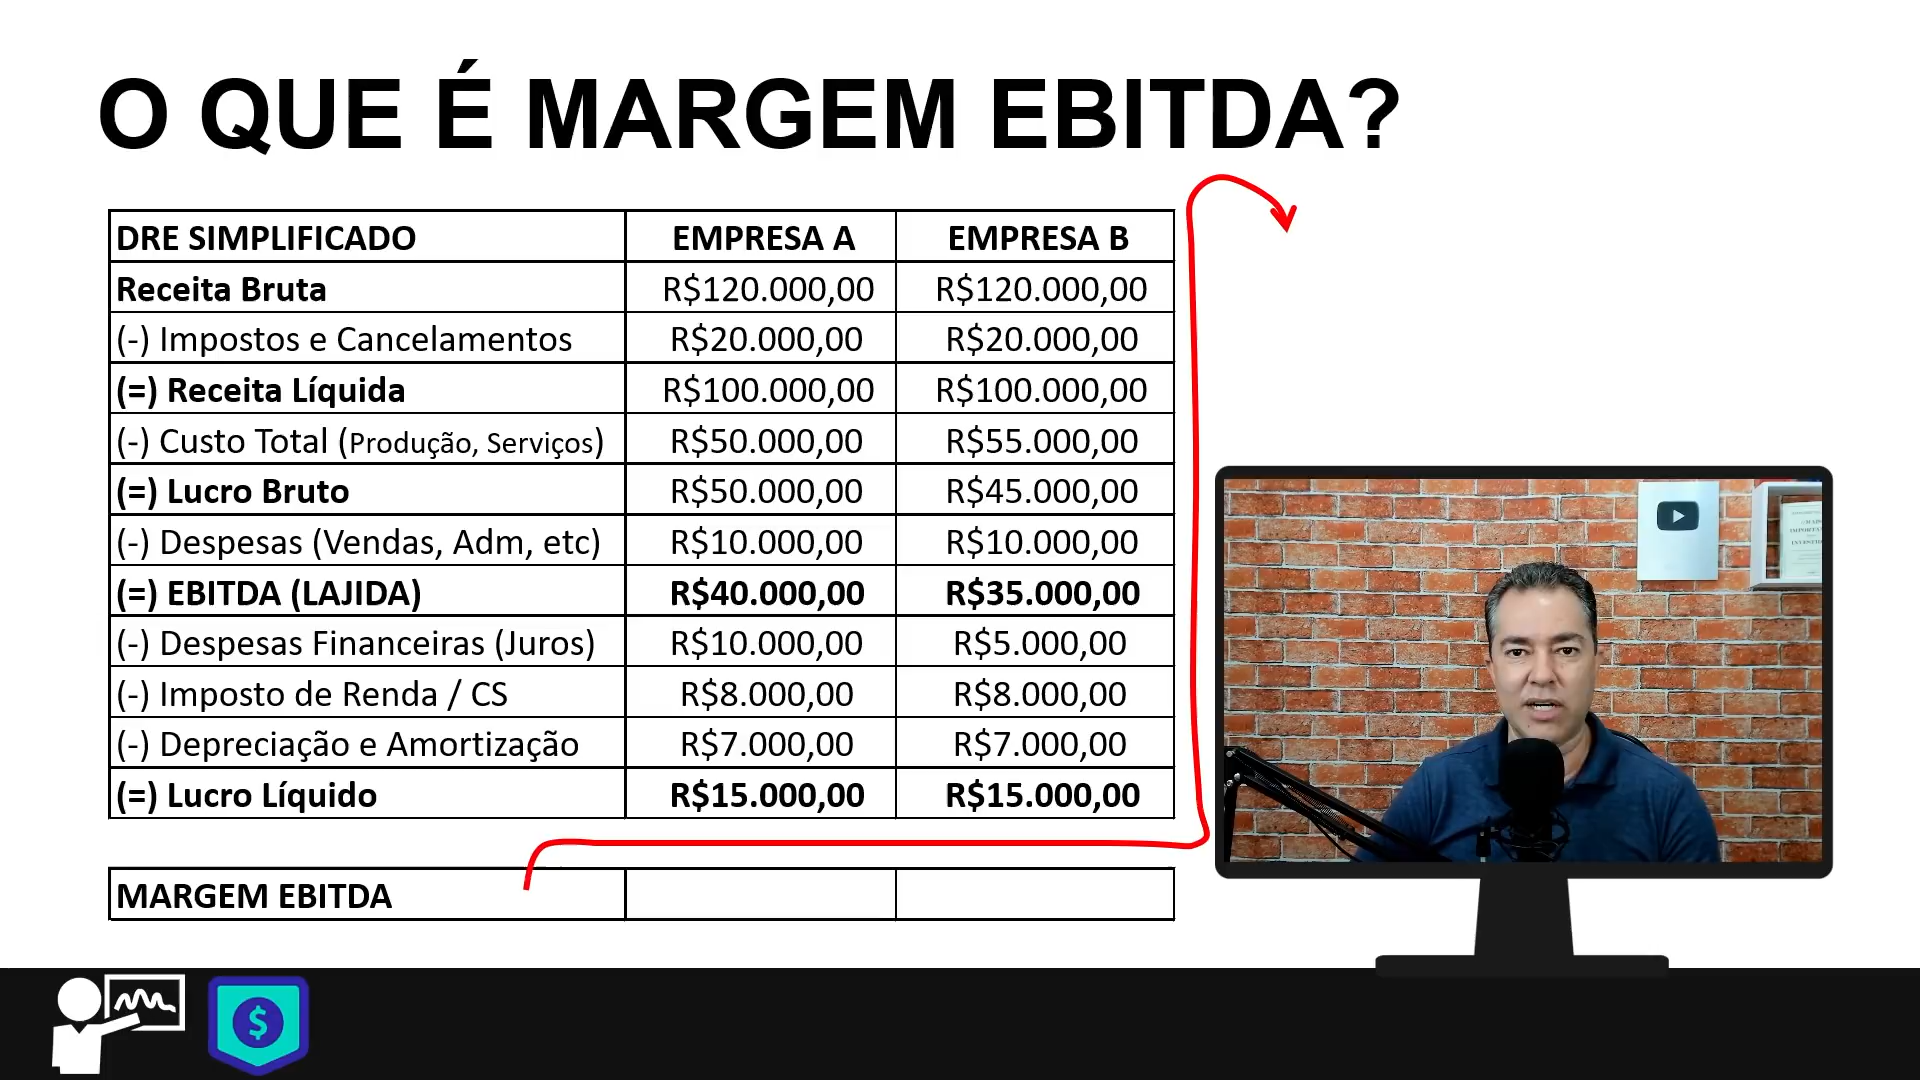 O QUE É MARGEM EBITDA?
DRE SIMPLIFICADO EMPRESA A EMPRESA B
Receita Bruta R$120.000,00 R$120.000,00
(-) Impostos e Cancelamentos R$20.000,00 R$20.000,00
(=) Receita Líquida R$100.000,00 R$100.000,00
(-) Custo Total (Produção, Serviços) R$50.000,00 R$55.000,00
(=) Lucro Bruto R$50.000,00 R$45.000,00
(-) Despesas (Vendas, Adm, etc) R$10.000,00 R$10.000,00
(=) EBITDA (LAJIDA) R$40.000,00 R$35.000,00
(-) Despesas Financeiras (Juros) R$10.000,00 R$5.000,00
(-) Imposto de Renda / CS R$8.000,00 R$8.000,00
(-) Depreciação e Amortização R$7.000,00 R$7.000,00
(=) Lucro Líquido R$15.000,00 R$15.000,00
MARGEM EBITDA
$